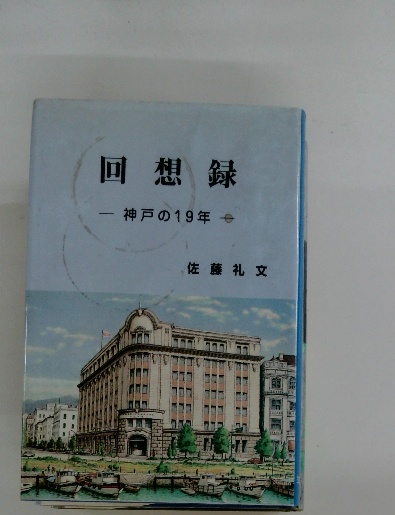 回想録
― 神戸の19年 ―
佐藤礼文